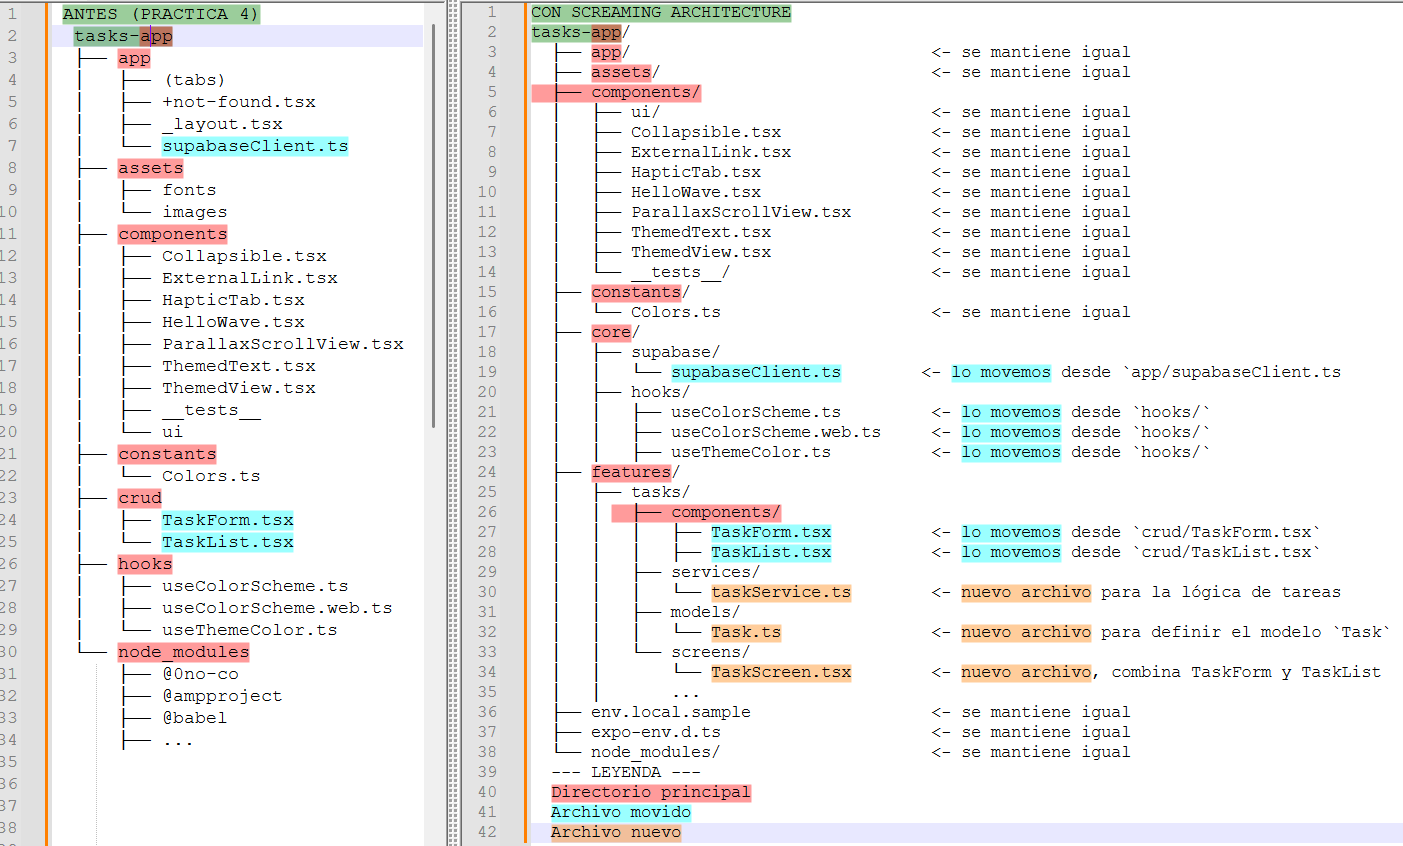 1 ANTES (PRACTICA 4)
2 tasks-app
3 ├── app
4 │   ├── (tabs)
5 │   ├── +not-found.tsx
6 │   ├── _layout.tsx
7 │   └── supabaseClient.ts
8 ├── assets
9 │   ├── fonts
10 │   └── images
11 ├── components
12 │   ├── Collapsible.tsx
13 │   ├── ExternalLink.tsx
14 │   ├── HapticTab.tsx
15 │   ├── HelloWave.tsx
16 │   ├── ParallaxScrollView.tsx
17 │   ├── ThemedText.tsx
18 │   ├── ThemedView.tsx
19 │   ├── __tests__
20 │   └── ui
21 ├── constants
22 │   └── Colors.ts
23 ├── crud
24 │   ├── TaskForm.tsx
25 │   └── TaskList.tsx
26 ├── hooks
27 │   ├── useColorScheme.ts
28 │   ├── useColorScheme.web.ts
29 │   └── useThemeColor.ts
30 └── node_modules
31     ├── @0no-co
32     ├── @ampproject
33     ├── @babel
34     ├── ...
35
36
37
38
1 CON SCREAMING ARCHITECTURE
2 tasks-app/
3 ├── app/ <- se mantiene igual
4 ├── assets/ <- se mantiene igual
5 ├── components/
6 │   ├── ui/ <- se mantiene igual
7 │   ├── Collapsible.tsx <- se mantiene igual
8 │   ├── ExternalLink.tsx <- se mantiene igual
9 │   ├── HapticTab.tsx <- se mantiene igual
10 │   ├── HelloWave.tsx <- se mantiene igual
11 │   ├── ParallaxScrollView.tsx <- se mantiene igual
12 │   ├── ThemedText.tsx <- se mantiene igual
13 │   ├── ThemedView.tsx <- se mantiene igual
14 │   └── __tests__/ <- se mantiene igual
15 ├── constants/
16 │   └── Colors.ts <- se mantiene igual
17 ├── core/
18 │   ├── supabase/
19 │   │   └── supabaseClient.ts <- lo movemos desde `app/supabaseClient.ts
20 │   ├── hooks/
21 │   │   ├── useColorScheme.ts <- lo movemos desde `hooks/`
22 │   │   ├── useColorScheme.web.ts <- lo movemos desde `hooks/`
23 │   │   ├── useThemeColor.ts <- lo movemos desde `hooks/`
24 ├── features/
25 │   ├── tasks/
26 │   │   ├── components/
27 │   │   │   ├── TaskForm.tsx <- lo movemos desde `crud/TaskForm.tsx`
28 │   │   │   ├── TaskList.tsx <- lo movemos desde `crud/TaskList.tsx`
29 │   │   ├── services/
30 │   │   │   └── taskService.ts <- nuevo archivo para la lógica de tareas
31 │   │   ├── models/
32 │   │   │   └── Task.ts <- nuevo archivo para definir el modelo `Task`
33 │   │   └── screens/
34 │   │       └── TaskScreen.tsx <- nuevo archivo, combina TaskForm y TaskList
35 │   │       ...
36 ├── env.local.sample <- se mantiene igual
37 ├── expo-env.d.ts <- se mantiene igual
38 └── node_modules/ <- se mantiene igual
39 --- LEYENDA ---
40 Directorio principal
41 Archivo movido
42 Archivo nuevo